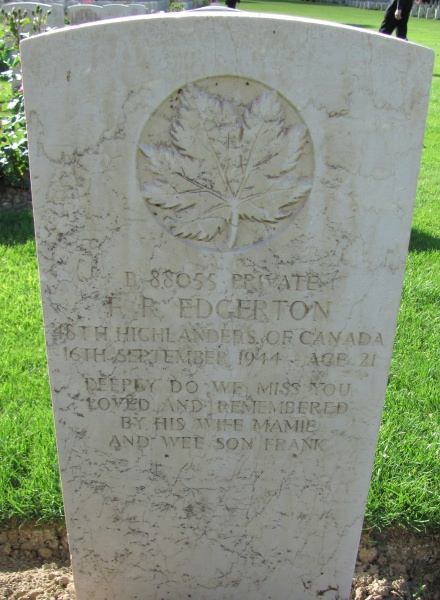 B 88055 PRIVATE
F. R. EDGERTON
48TH HIGHLANDERS OF CANADA
16TH SEPTEMBER 1944 AGE 21
DEEPLY DO WE MISS YOU
LOVED AND REMEMBERED
BY HIS WIFE MAMIE
AND WEE SON FRANK